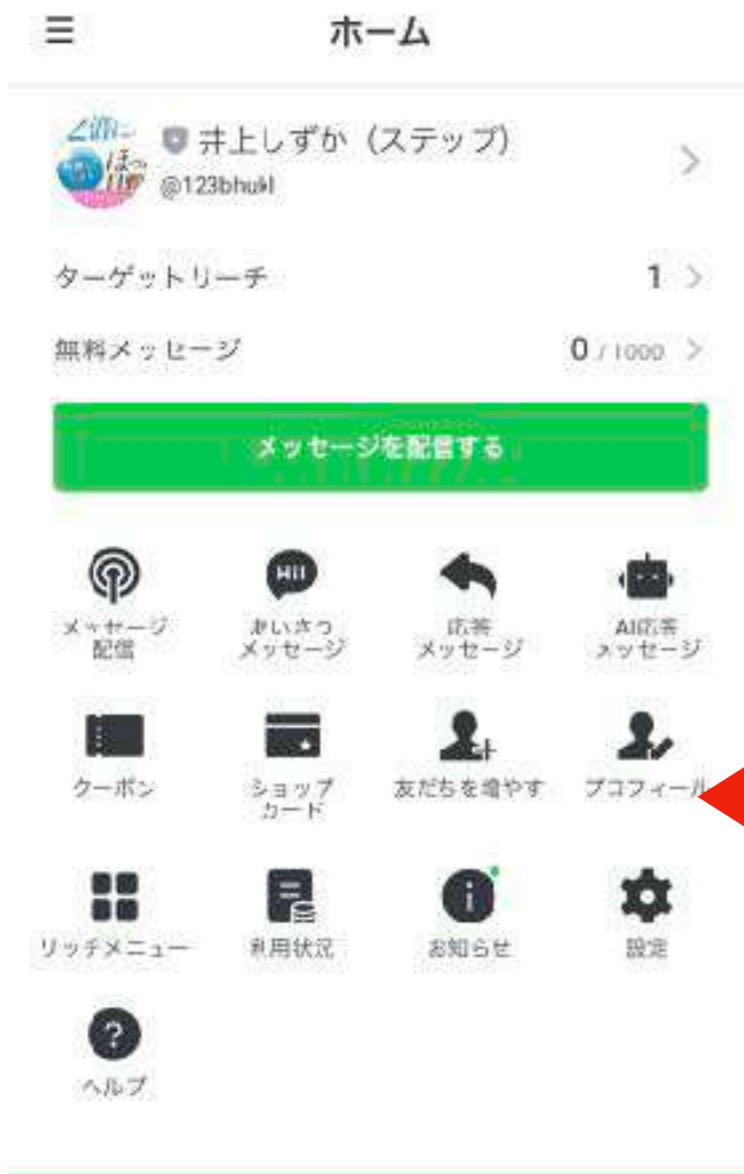 ホーム
井上しずか（ステップ）
@123bhukl
ターゲットリーチ 1
無料メッセージ 0 / 1000
メッセージを配信する
メッセージ
配信
Hi!
あいさつ
メッセージ
応答
メッセージ
AI応答
メッセージ
クーポン
ショップ
カード
友だちを増やす
プロフィール
リッチメニュー
利用状況
お知らせ
設定
ヘルプ